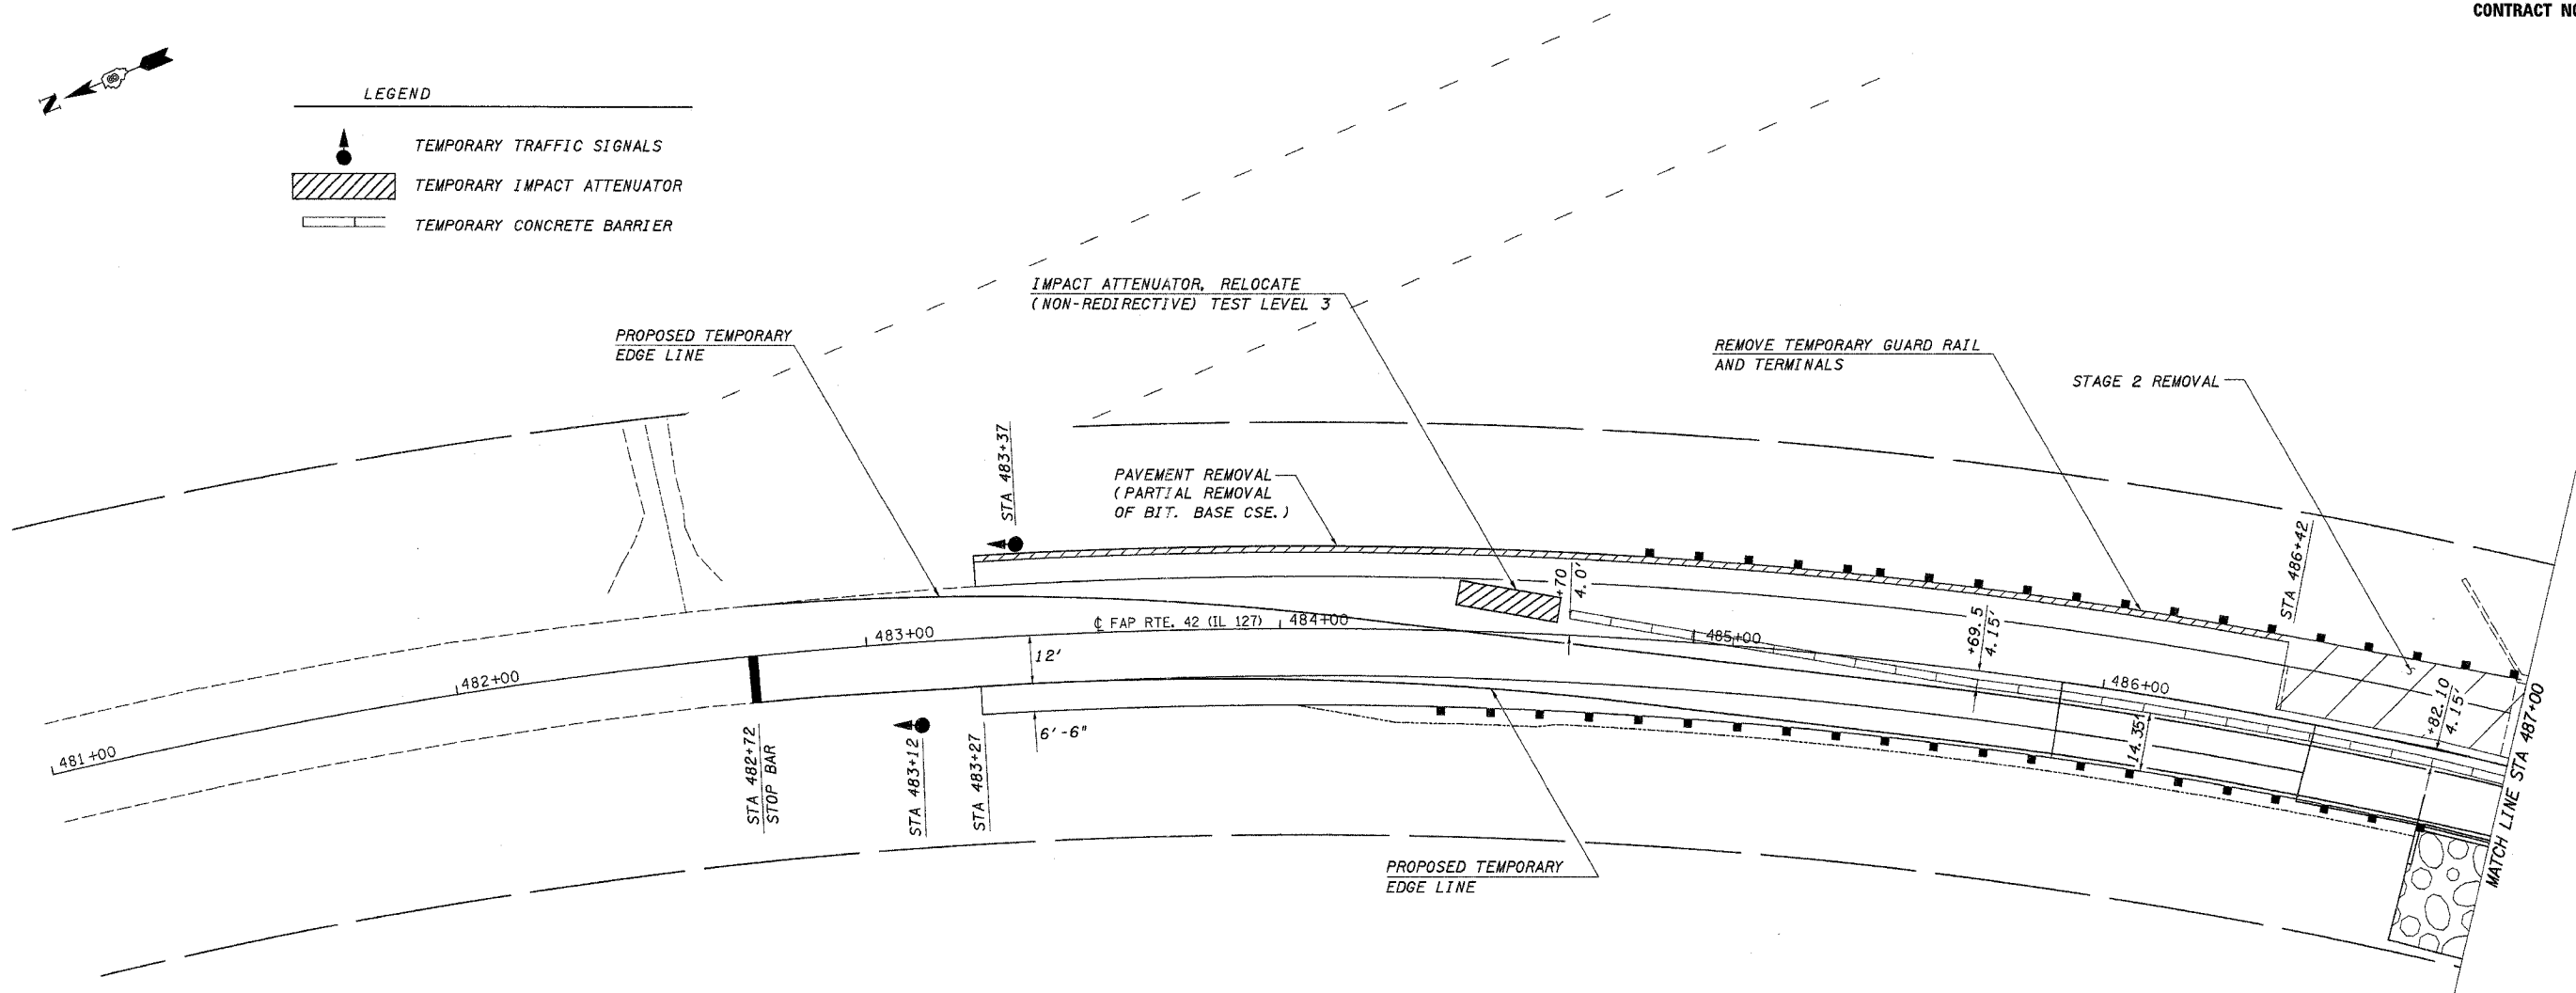 CONTRACT NO
N
LEGEND
TEMPORARY TRAFFIC SIGNALS
TEMPORARY IMPACT ATTENUATOR
TEMPORARY CONCRETE BARRIER
IMPACT ATTENUATOR, RELOCATE
(NON-REDIRECTIVE) TEST LEVEL 3
PROPOSED TEMPORARY
EDGE LINE
REMOVE TEMPORARY GUARD RAIL
AND TERMINALS
STAGE 2 REMOVAL
STA 483+37
PAVEMENT REMOVAL
(PARTIAL REMOVAL
OF BIT. BASE CSE.)
STA 486+42
+70
4.0'
℄ FAP RTE. 42 (IL 127)
481+00
482+00
483+00
484+00
485+00
486+00
+69.5
4.15'
12'
+82.10
4.15'
14.35'
6'-6"
STA 482+72
STOP BAR
STA 483+12
STA 483+27
MATCH LINE STA 487+00
PROPOSED TEMPORARY
EDGE LINE